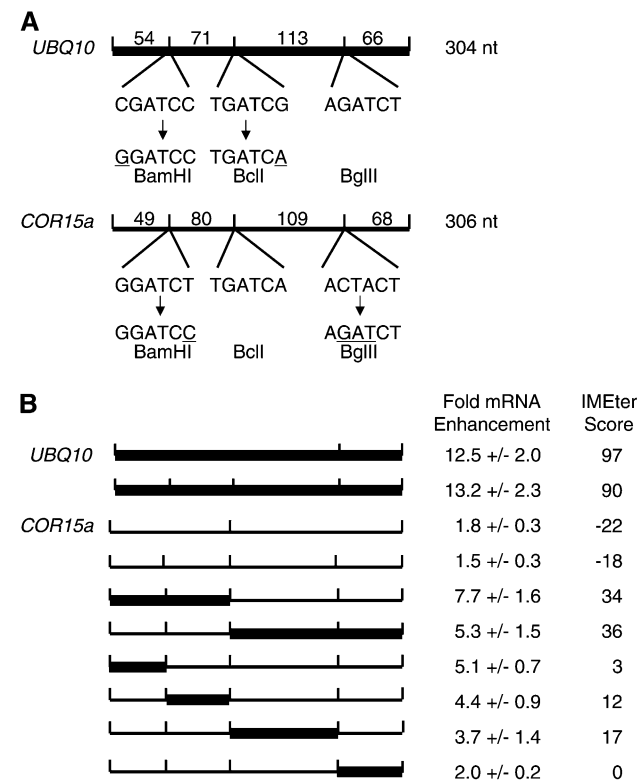 A
UBQ10 54 71 113 66 304 nt
CGATCC TGATCG AGATCT
GGATCC TGATCA
BamHI BclI BglII
COR15a 49 80 109 68 306 nt
GGATCT TGATCA ACTACT
GGATCC AGATCT
BamHI BclI BglII
B
Fold mRNA IMEter
Enhancement Score
UBQ10 12.5 +/- 2.0 97
13.2 +/- 2.3 90
COR15a 1.8 +/- 0.3 -22
1.5 +/- 0.3 -18
7.7 +/- 1.6 34
5.3 +/- 1.5 36
5.1 +/- 0.7 3
4.4 +/- 0.9 12
3.7 +/- 1.4 17
2.0 +/- 0.2 0